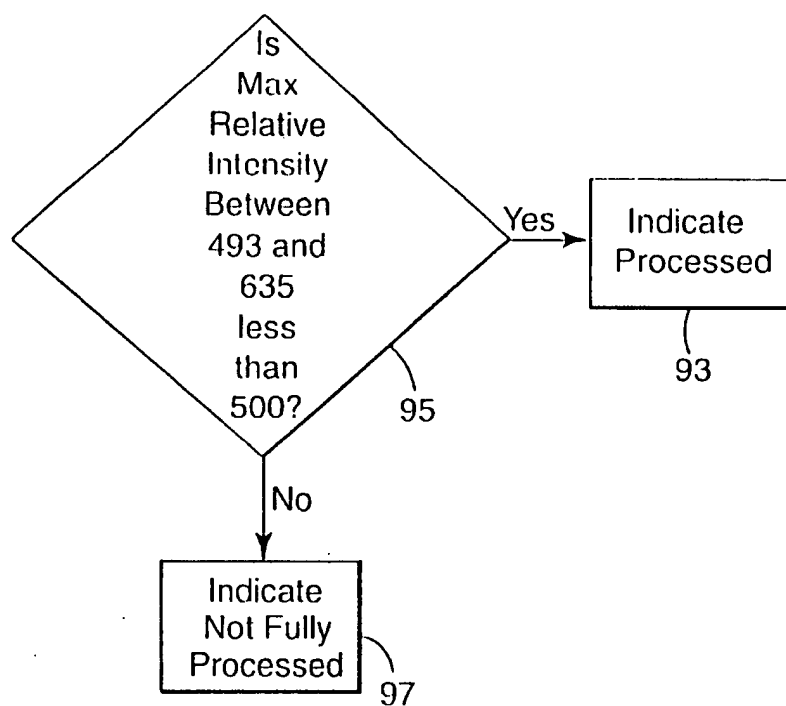 Is
Max
Relative
Intensity
Between
493 and
635
less
than
500?
95
Yes
Indicate
Processed
93
No
Indicate
Not Fully
Processed
97